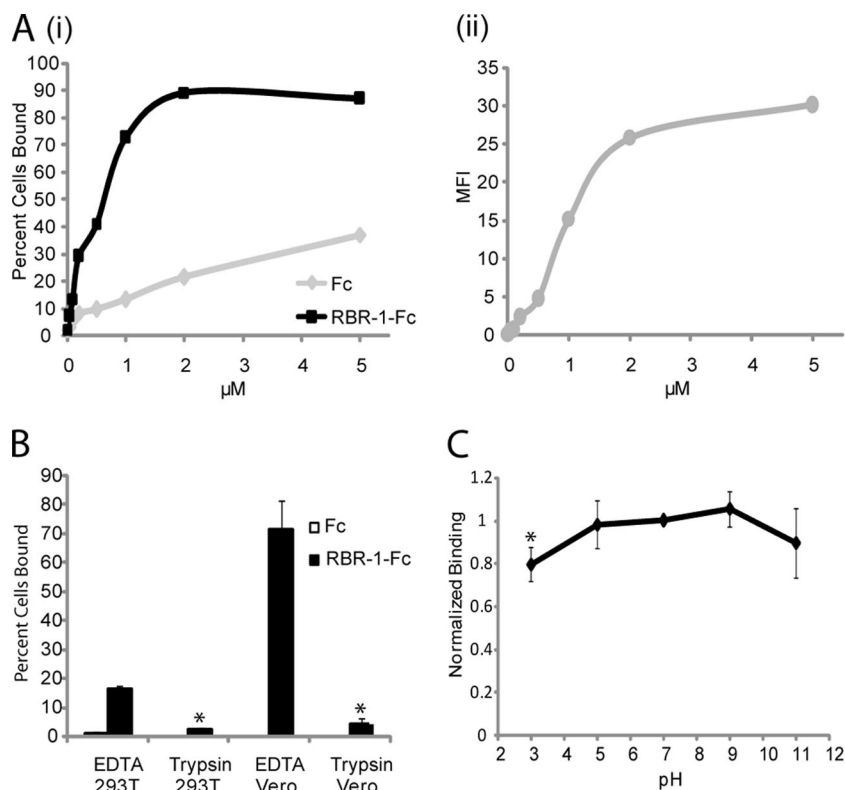 A (i)
Percent Cells Bound
100
90
80
70
60
50
40
30
20
10
0
0 1 2 3 4 5
µM
Fc
RBR-1-Fc
(ii)
MFI
35
30
25
20
15
10
5
0
0 1 2 3 4 5
µM
B
Percent Cells Bound
90
80
70
60
50
40
30
20
10
0
Fc
RBR-1-Fc
*
*
EDTA Trypsin EDTA Trypsin
293T 293T Vero Vero
C
Normalized Binding
1.2
1
0.8
0.6
0.4
0.2
0
*
2 3 4 5 6 7 8 9 10 11 12
pH